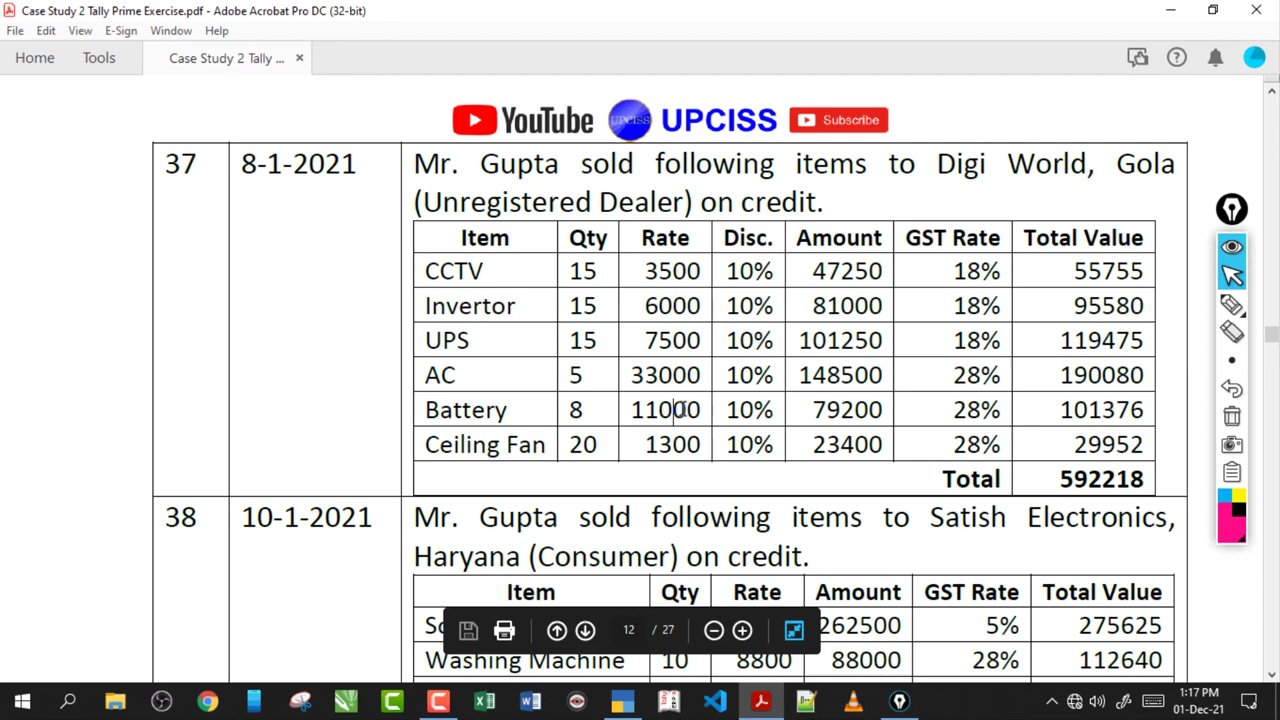 Case Study 2 Tally Prime Exercise.pdf - Adobe Acrobat Pro DC (32-bit)
File Edit View E-Sign Window Help
Home Tools Case Study 2 Tally ... ×
YouTube UPCISS UPCISS Subscribe
37 8-1-2021 Mr. Gupta sold following items to Digi World, Gola
(Unregistered Dealer) on credit.
Item Qty Rate Disc. Amount GST Rate Total Value
CCTV 15 3500 10% 47250 18% 55755
Invertor 15 6000 10% 81000 18% 95580
UPS 15 7500 10% 101250 18% 119475
AC 5 33000 10% 148500 28% 190080
Battery 8 11000 10% 79200 28% 101376
Ceiling Fan 20 1300 10% 23400 28% 29952
Total 592218
38 10-1-2021 Mr. Gupta sold following items to Satish Electronics,
Haryana (Consumer) on credit.
Item Qty Rate Amount GST Rate Total Value
262500 5% 275625
12 / 27
Washing Machine 10 8800 88000 28% 112640
1:17 PM
01-Dec-21